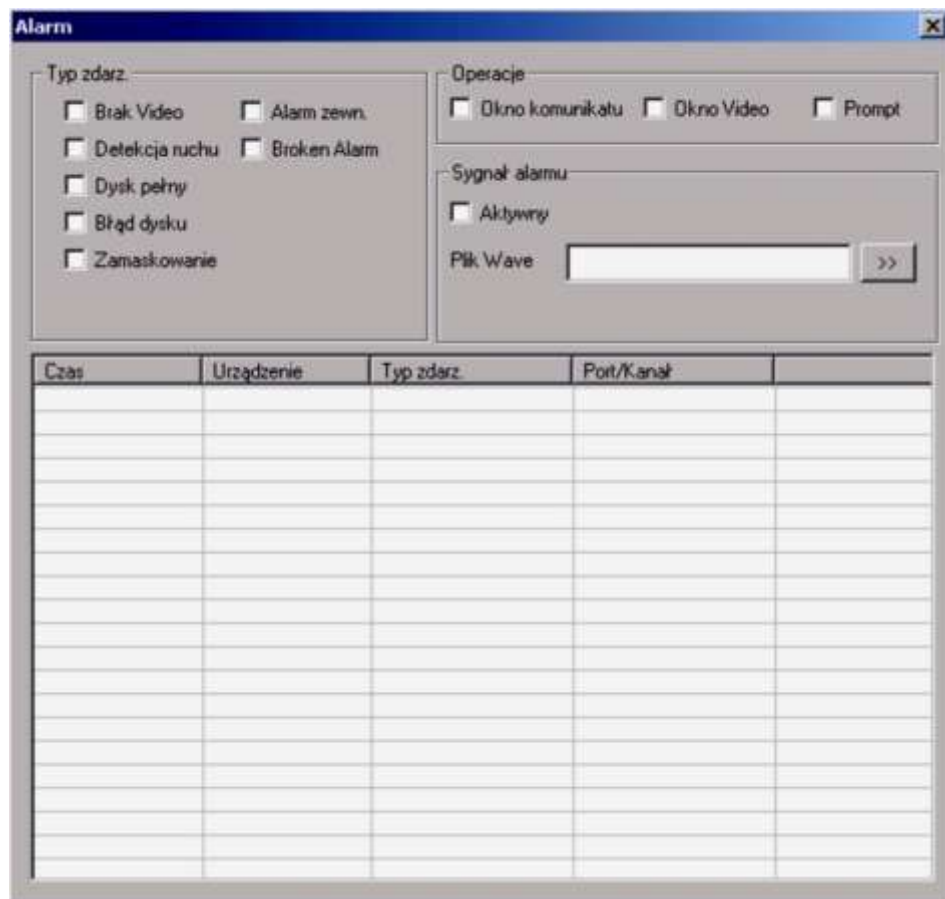 Alarm
Typ zdarz.
Brak Video Alarm zewn.
Detekcja ruchu Broken Alarm
Dysk pełny
Błąd dysku
Zamaskowanie
Operacje
Okno komunikatu Okno Video Prompt
Sygnał alarmu
Aktywny
Plik Wave >>
Czas Urządzenie Typ zdarz. Port/Kanał